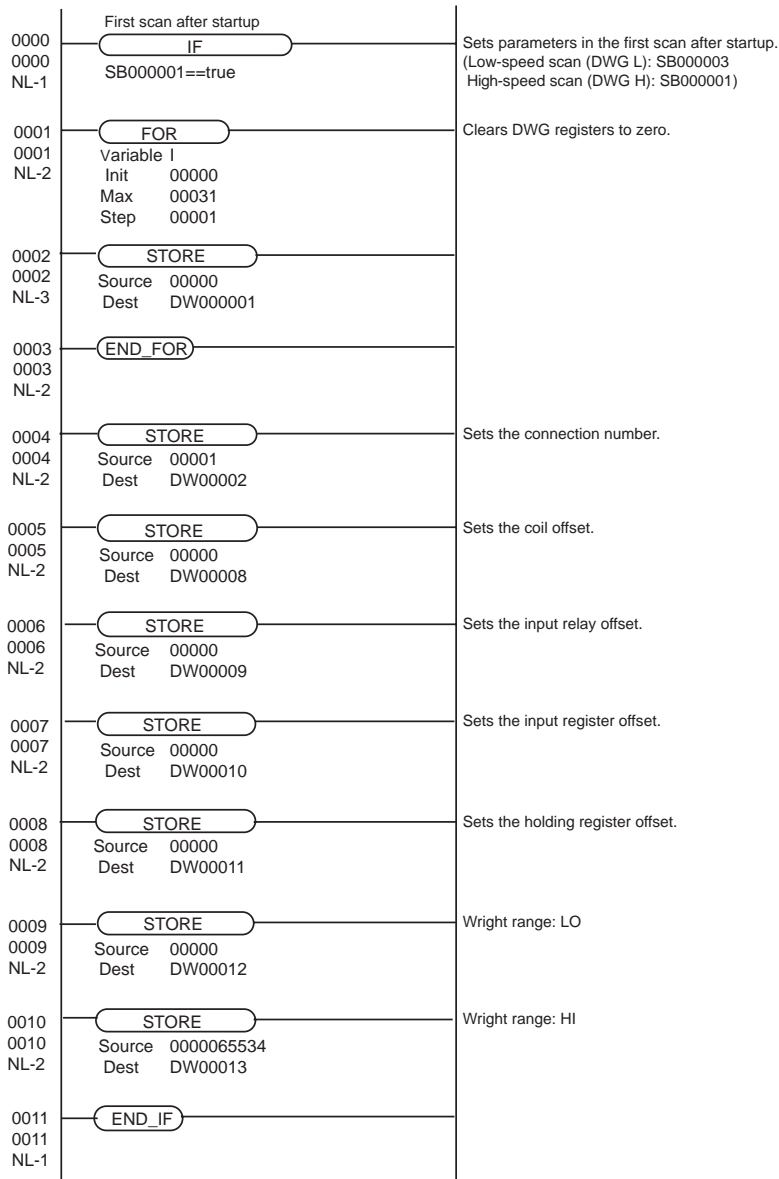 First scan after startup
0000
0000
NL-1
IF
SB000001==true
Sets parameters in the first scan after startup.
(Low-speed scan (DWG L): SB000003
High-speed scan (DWG H): SB000001)
0001
0001
NL-2
FOR
Variable I
Init 00000
Max 00031
Step 00001
Clears DWG registers to zero.
0002
0002
NL-3
STORE
Source 00000
Dest DW000001
0003
0003
NL-2
END_FOR
0004
0004
NL-2
STORE
Source 00001
Dest DW00002
Sets the connection number.
0005
0005
NL-2
STORE
Source 00000
Dest DW00008
Sets the coil offset.
0006
0006
NL-2
STORE
Source 00000
Dest DW00009
Sets the input relay offset.
0007
0007
NL-2
STORE
Source 00000
Dest DW00010
Sets the input register offset.
0008
0008
NL-2
STORE
Source 00000
Dest DW00011
Sets the holding register offset.
0009
0009
NL-2
STORE
Source 00000
Dest DW00012
Wright range: LO
0010
0010
NL-2
STORE
Source 0000065534
Dest DW00013
Wright range: HI
0011
0011
NL-1
END_IF